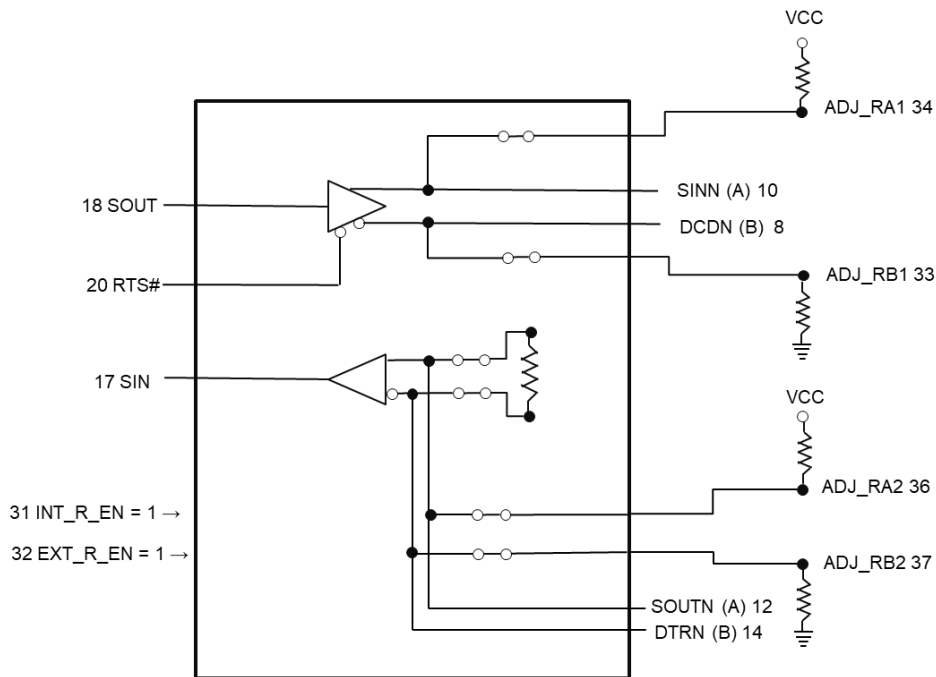 VCC
ADJ_RA1 34
18 SOUT
SINN (A) 10
DCDN (B) 8
20 RTS#
ADJ_RB1 33
17 SIN
VCC
ADJ_RA2 36
31 INT_R_EN = 1 →
32 EXT_R_EN = 1 →
ADJ_RB2 37
SOUTN (A) 12
DTRN (B) 14